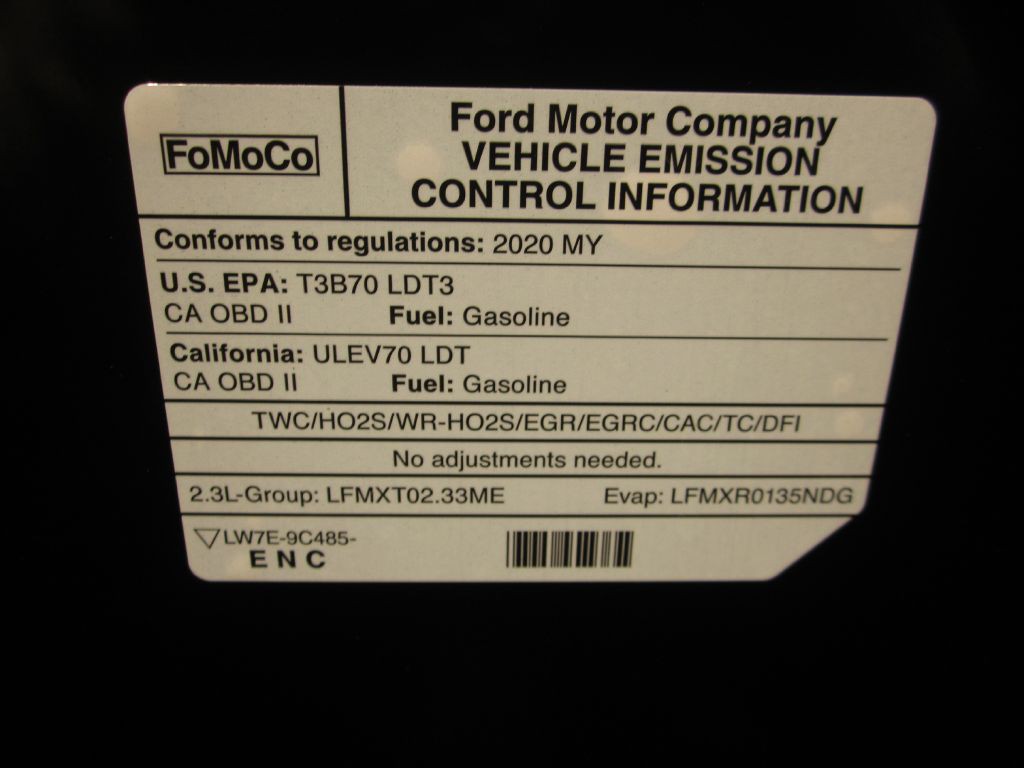 FoMoCo
Ford Motor Company
VEHICLE EMISSION
CONTROL INFORMATION
Conforms to regulations: 2020 MY
U.S. EPA: T3B70 LDT3
CA OBD II Fuel: Gasoline
California: ULEV70 LDT
CA OBD II Fuel: Gasoline
TWC/HO2S/WR-HO2S/EGR/EGRC/CAC/TC/DFI
No adjustments needed.
2.3L-Group: LFMXT02.33ME Evap: LFMXR0135NDG
LW7E-9C485-
E N C